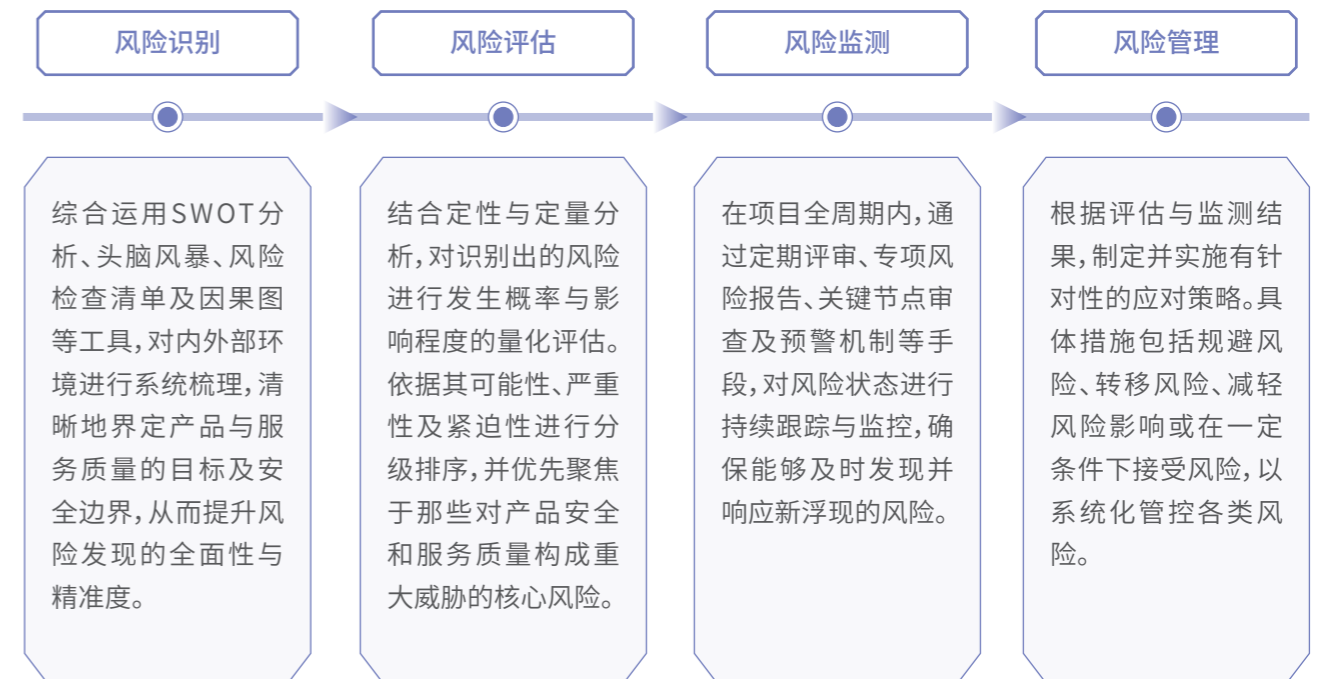 风险识别
风险评估
风险监测
风险管理
综合运用SWOT分
析、头脑风暴、风险
检查清单及因果图
等工具,对内外部环
境进行系统梳理,清
晰地界定产品与服
务质量的目标及安
全边界,从而提升风
险发现的全面性与
精准度。
结合定性与定量分
析,对识别出的风险
进行发生概率与影
响程度的量化评估。
依据其可能性、严重
性及紧迫性进行分
级排序,并优先聚焦
于那些对产品安全
和服务质量构成重
大威胁的核心风险。
在项目全周期内,通
过定期评审、专项风
险报告、关键节点审
查及预警机制等手
段,对风险状态进行
持续跟踪与监控,确
保能够及时发现并
响应新浮现的风险。
根据评估与监测结
果,制定并实施有针
对性的应对策略。具
体措施包括规避风
险、转移风险、减轻
风险影响或在一定
条件下接受风险,以
系统化管控各类风
险。